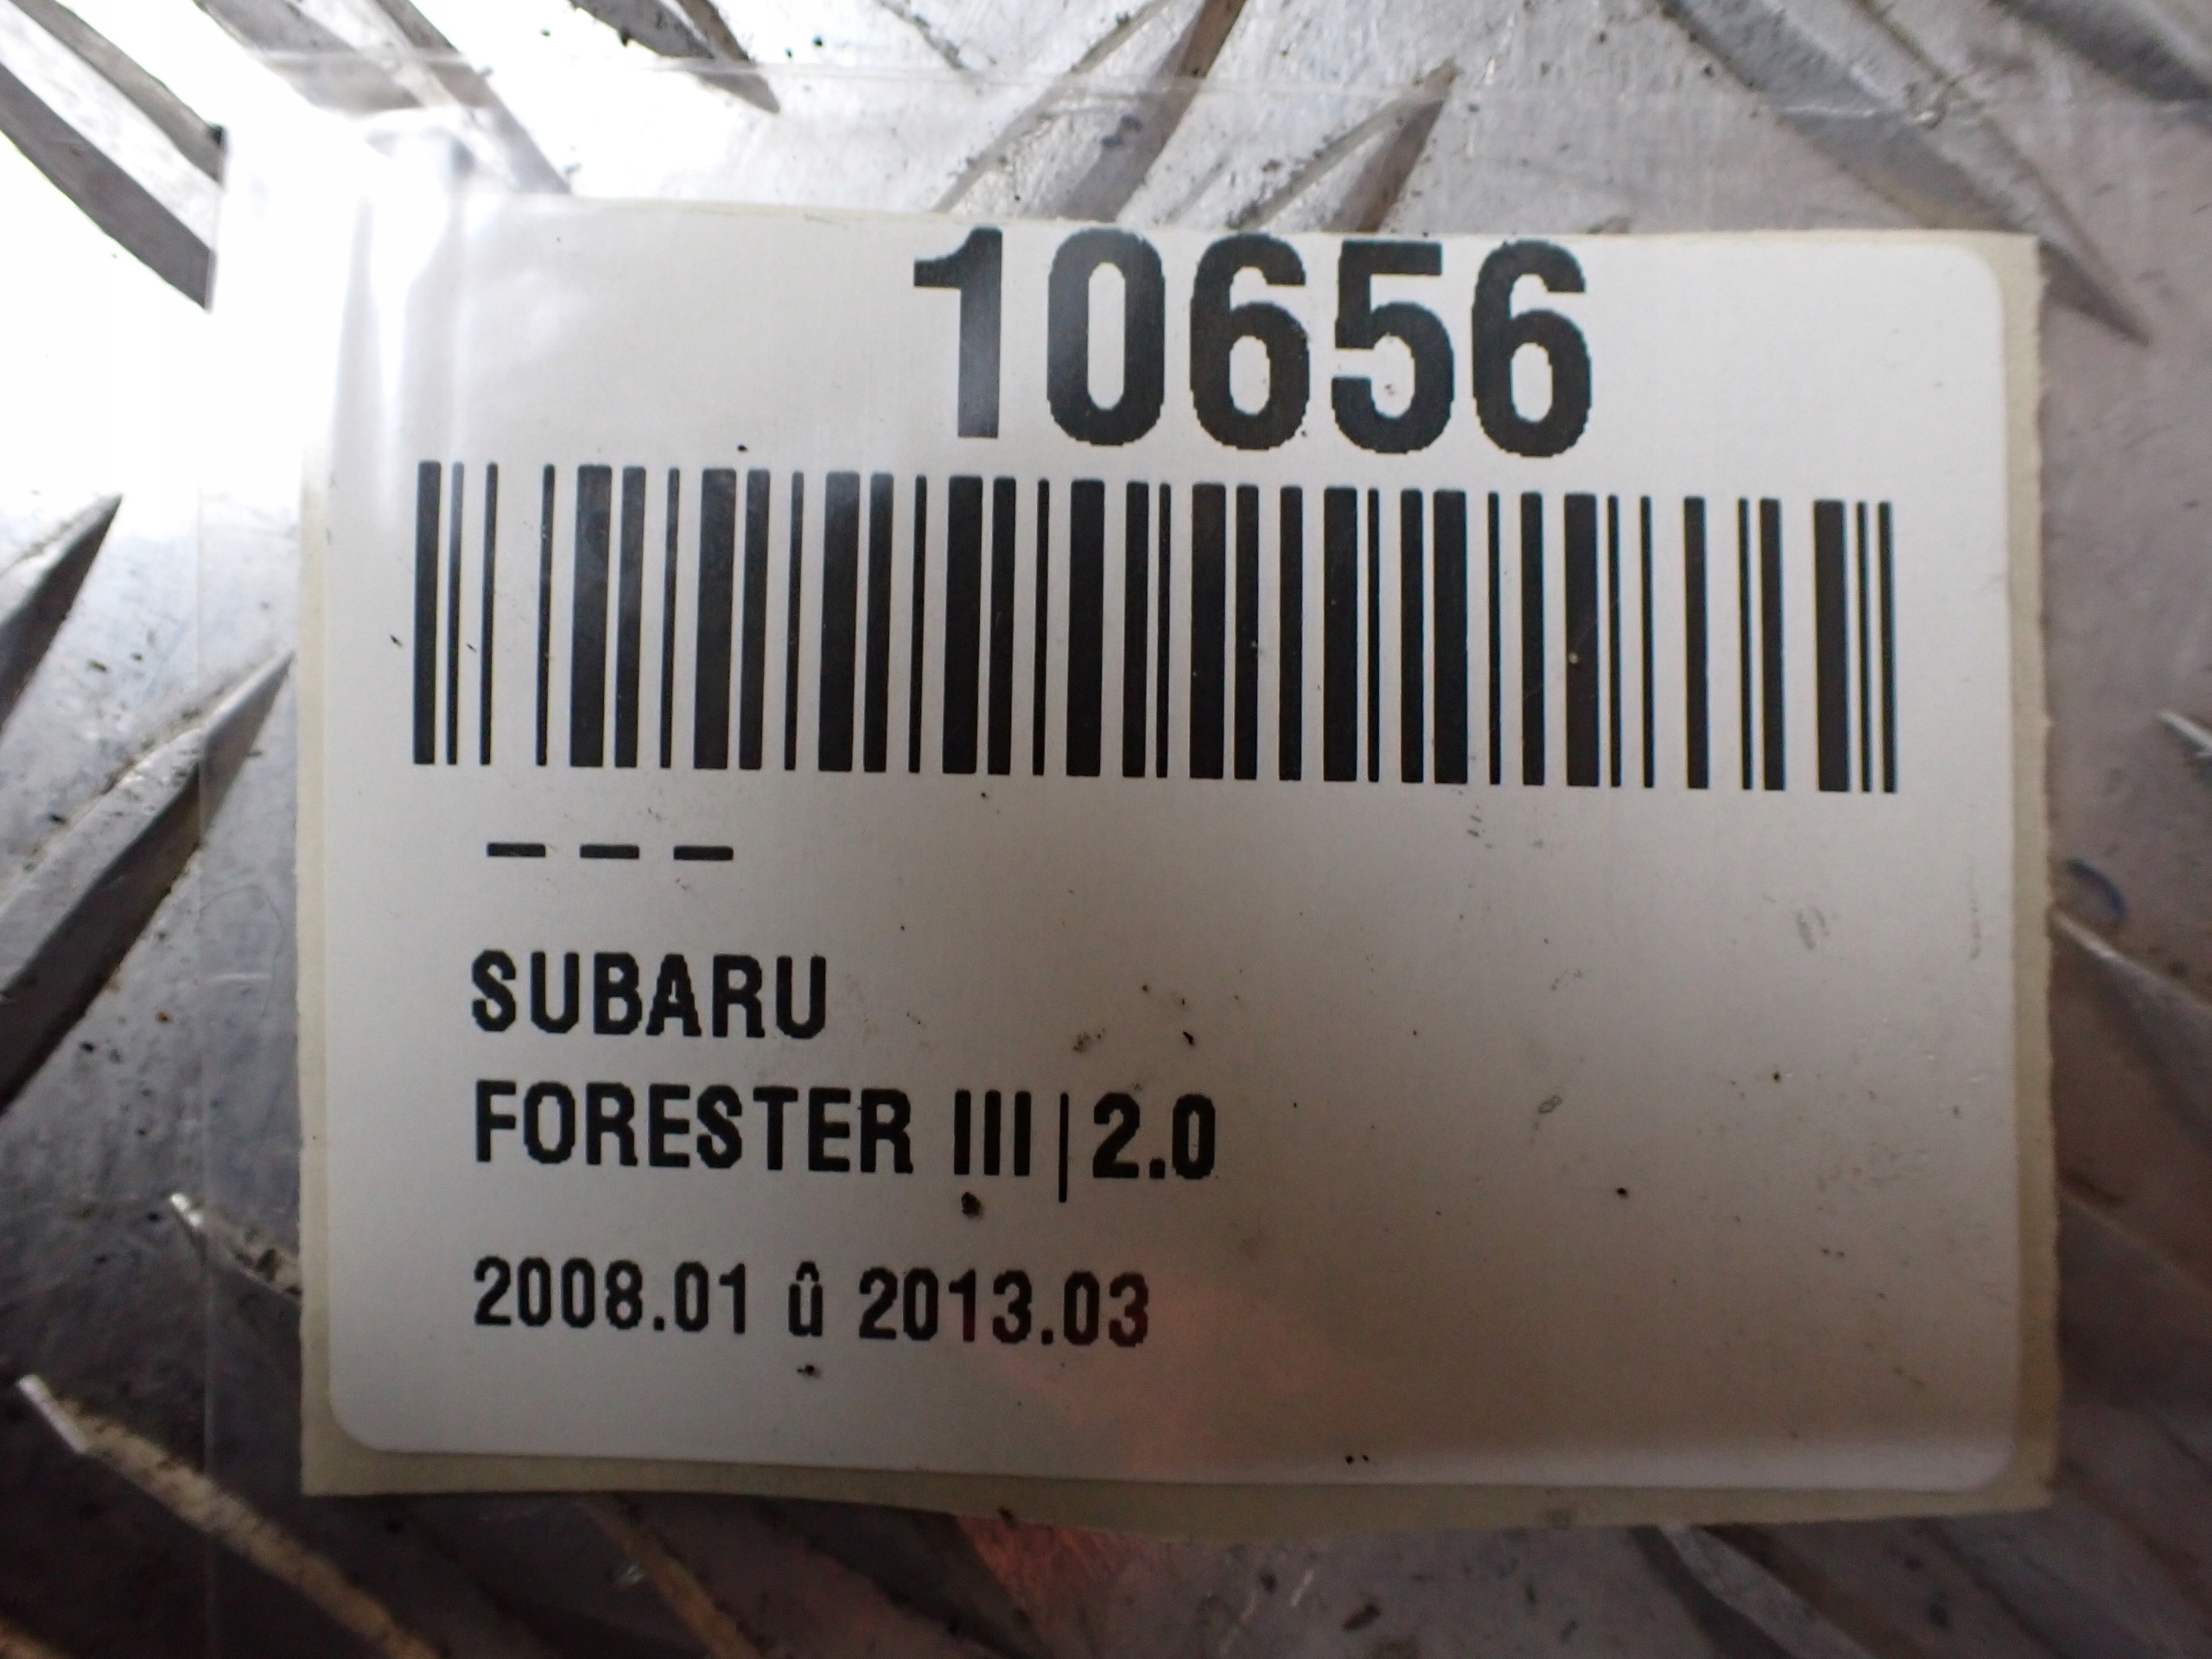 10656
---
SUBARU
FORESTER III|2.0
2008.01 û 2013.03